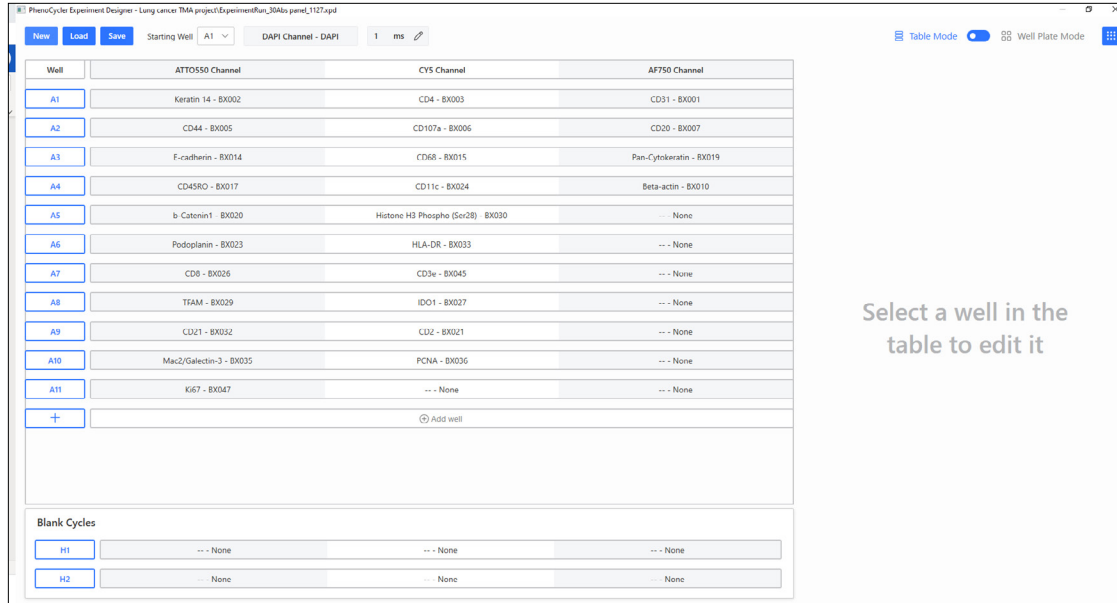 PhenoCycler Experiment Designer - Lung cancer TMA project\ExperimentRun_30Abs panel_1127.xpd
New Load Save Starting Well A1 DAPI Channel - DAPI 1 ms Table Mode Well Plate Mode
Well ATTO550 Channel CY5 Channel AF750 Channel
A1 Keratin 14 - BX002 CD4 - BX003 CD31 - BX001
A2 CD44 - BX005 CD107a - BX006 CD20 - BX007
A3 E-cadherin - BX014 CD68 - BX015 Pan-Cytokeratin - BX019
A4 CD45RO - BX017 CD11c - BX024 Beta-actin - BX010
A5 b-Catenin1 - BX020 Histone H3 Phospho (Ser28) - BX030 -- - None
A6 Podoplanin - BX023 HLA-DR - BX033 -- - None
A7 CD8 - BX026 CD3e - BX045 -- - None
A8 TFAM - BX029 IDO1 - BX027 -- - None
A9 CD21 - BX032 CD2 - BX021 -- - None
A10 Mac2/Galectin-3 - BX035 PCNA - BX036 -- - None
A11 Ki67 - BX047 -- - None -- - None
+ Add well
Select a well in the
table to edit it
Blank Cycles
H1 -- - None -- - None -- - None
H2 -- - None -- - None -- - None